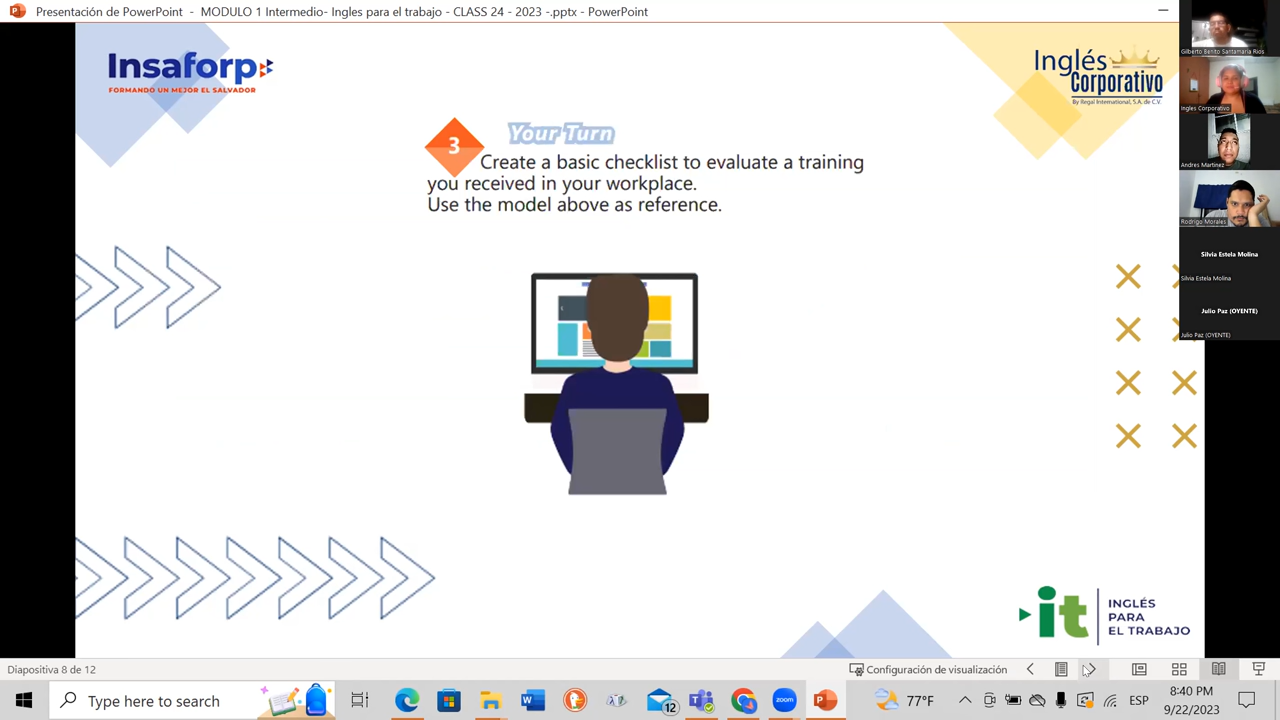 Presentación de PowerPoint - MODULO 1 Intermedio- Ingles para el trabajo - CLASS 24 - 2023 -.pptx - PowerPoint
Insaforp
FORMANDO UN MEJOR EL SALVADOR
Inglés
Corporativo
By Regal International, S.A. de C.V.
3
Your Turn
Create a basic checklist to evaluate a training
you received in your workplace.
Use the model above as reference.
Gilberto Benito Santamaria Rios
Ingles Corporativo
Andres Martinez
Rodrigo Morales
Silvia Estela Molina
Silvia Estela Molina
Julio Paz (OYENTE)
Julio Paz (OYENTE)
it
INGLÉS
PARA
EL TRABAJO
Diapositiva 8 de 12
Configuración de visualización
Type here to search
12
zoom
77°F
ESP
8:40 PM
9/22/2023